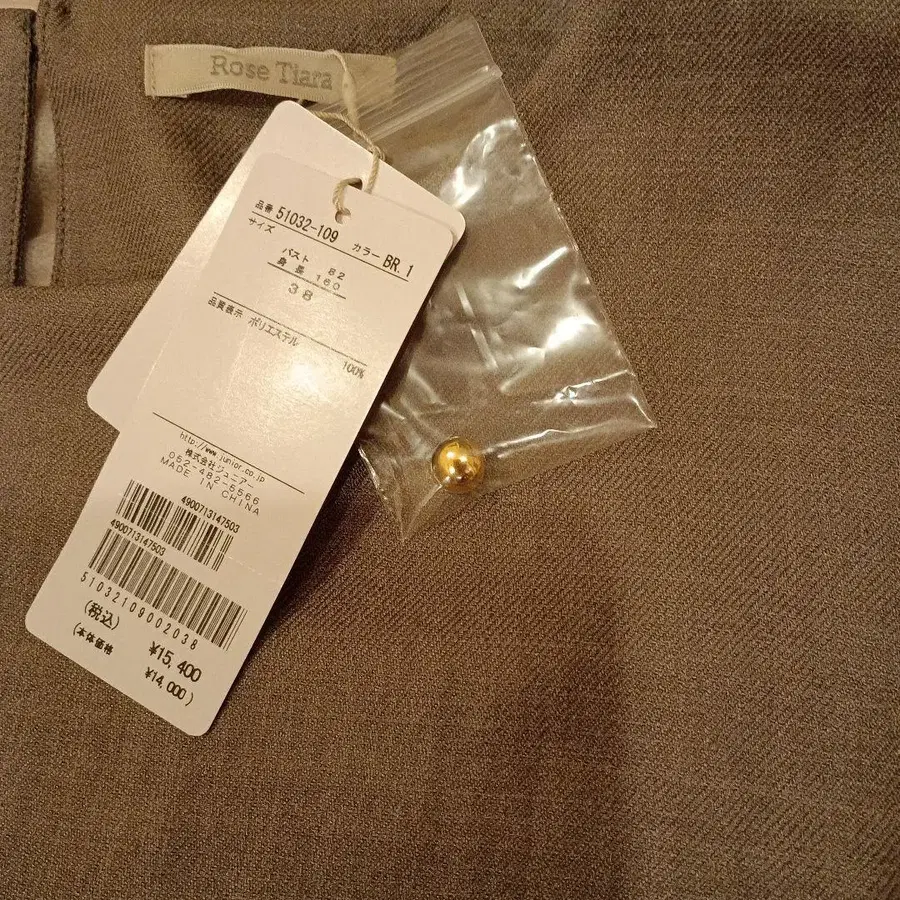 Rose Tiara
品番 51032-109 カラー BR.1
サイズ
バスト 82
身長 160
38
品質表示 ポリエステル
100%
http://www.junior.co.jp
株式会社ジュニアー
052-482-5566
MADE IN CHINA
4900713147503
4900713147503
51032109002038
(税込) ¥15,400
(本体価格 ¥14,000)